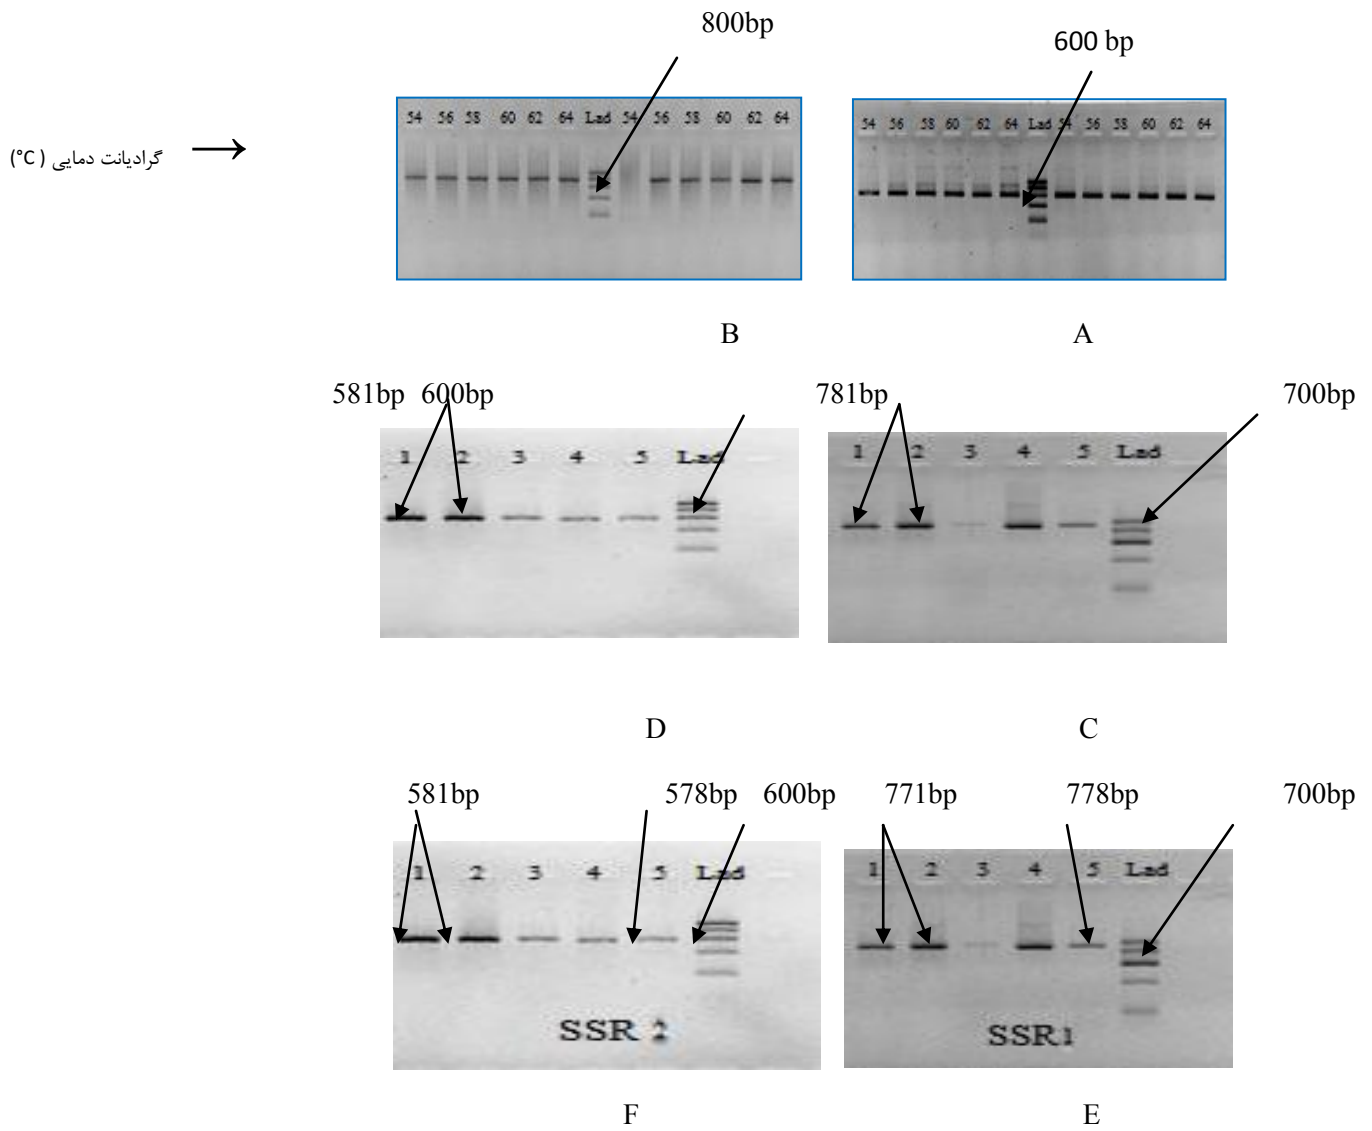 800bp
600 bp
گرادیانت دمایی (°C)
54 56 58 60 62 64 Lad 54 56 58 60 62 64
54 56 58 60 62 64 Lad 54 56 58 60 62 64
B
A
581bp 600bp
781bp
700bp
1 2 3 4 5 Lad
1 2 3 4 5 Lad
D
C
581bp
578bp
600bp
771bp
778bp
700bp
1 2 3 4 5 Lad
1 2 3 4 5 Lad
SSR 2
SSR1
F
E